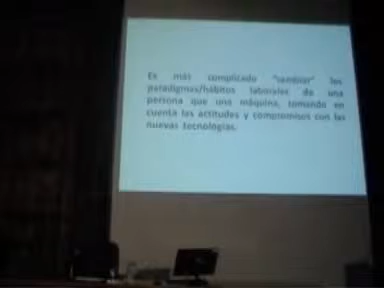 Es más complicado "cambiar" los
paradigmas/hábitos laborales de una
persona que una máquina, tomando en
cuenta las actitudes y compromisos con las
nuevas tecnologías.